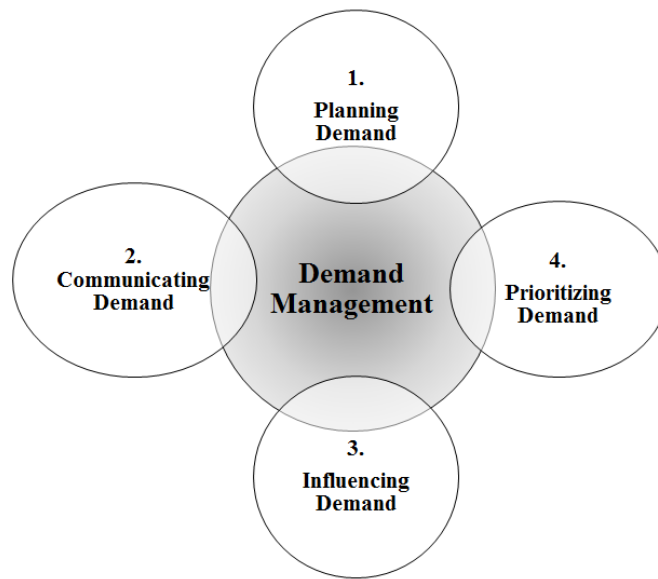 1.
Planning
Demand
2.
Communicating
Demand
Demand
Management
4.
Prioritizing
Demand
3.
Influencing
Demand